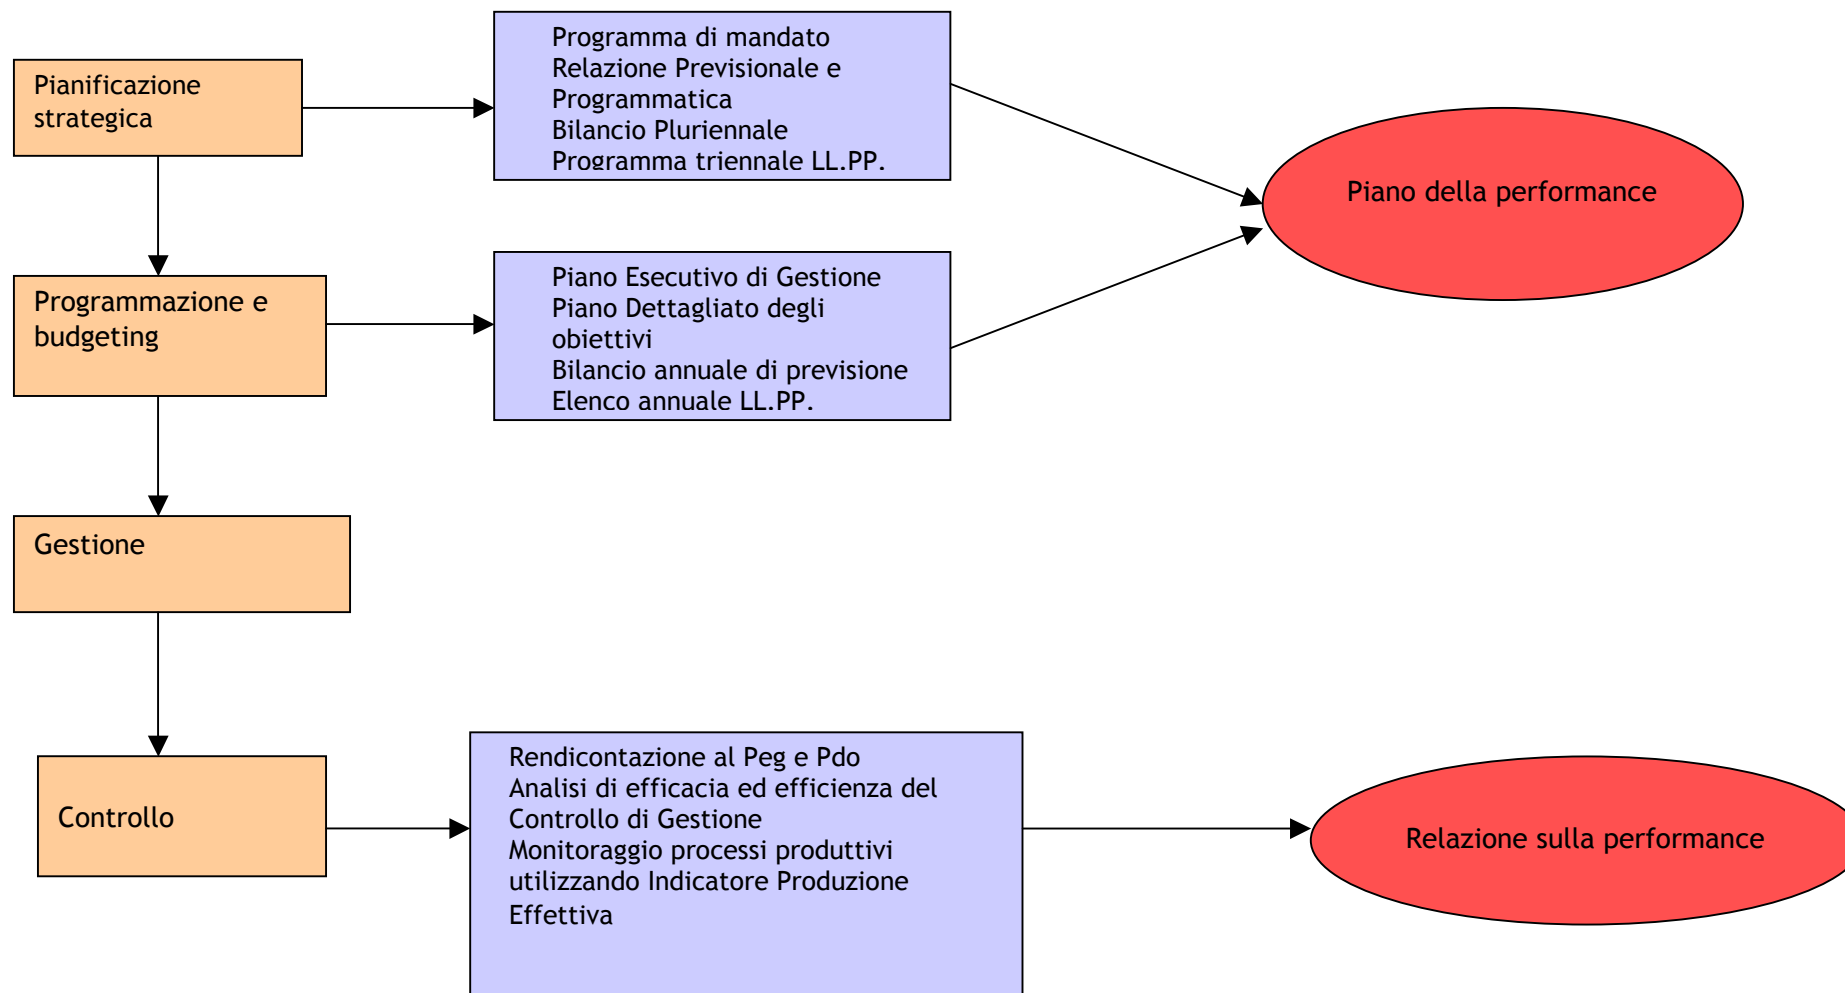 Pianificazione
strategica
Programma di mandato
Relazione Previsionale e
Programmatica
Bilancio Pluriennale
Programma triennale LL.PP.
Piano della performance
Programmazione e
budgeting
Piano Esecutivo di Gestione
Piano Dettagliato degli
obiettivi
Bilancio annuale di previsione
Elenco annuale LL.PP.
Gestione
Controllo
Rendicontazione al Peg e Pdo
Analisi di efficacia ed efficienza del
Controllo di Gestione
Monitoraggio processi produttivi
utilizzando Indicatore Produzione
Effettiva
Relazione sulla performance